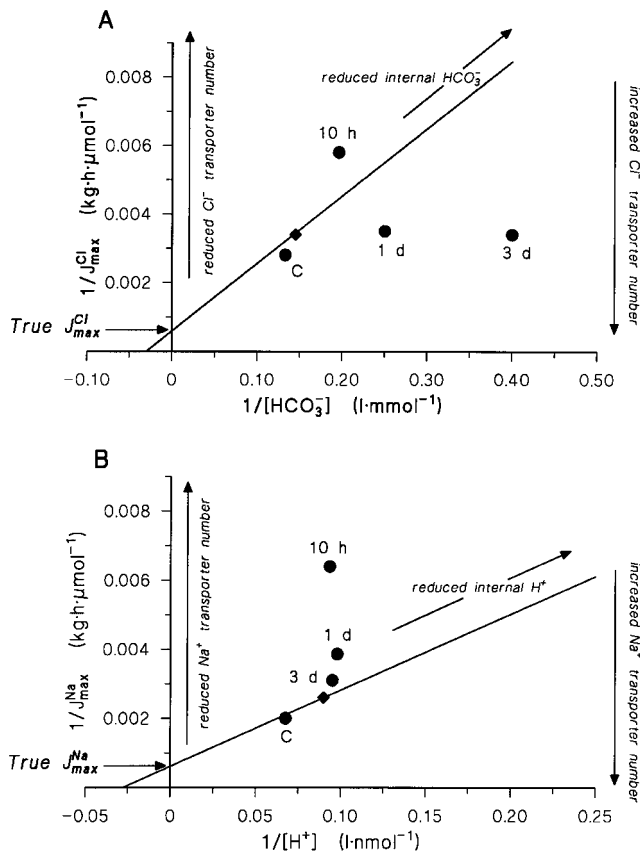 A
0.008
0.006
0.004
0.002
0
1/J^Cl_max (kg·h·μmol⁻¹)
reduced Cl⁻ transporter number
reduced internal HCO₃⁻
increased Cl⁻ transporter number
10 h
C
1 d
3 d
True J^Cl_max
−0.10
0
0.10
0.20
0.30
0.40
0.50
1/[HCO₃⁻] (l·mmol⁻¹)
B
0.008
0.006
0.004
0.002
0
1/J^Na_max (kg·h·μmol⁻¹)
reduced Na⁺ transporter number
10 h
reduced internal H⁺
increased Na⁺ transporter number
1 d
3 d
C
True J^Na_max
−0.05
0
0.05
0.10
0.15
0.20
0.25
1/[H⁺] (l·nmol⁻¹)